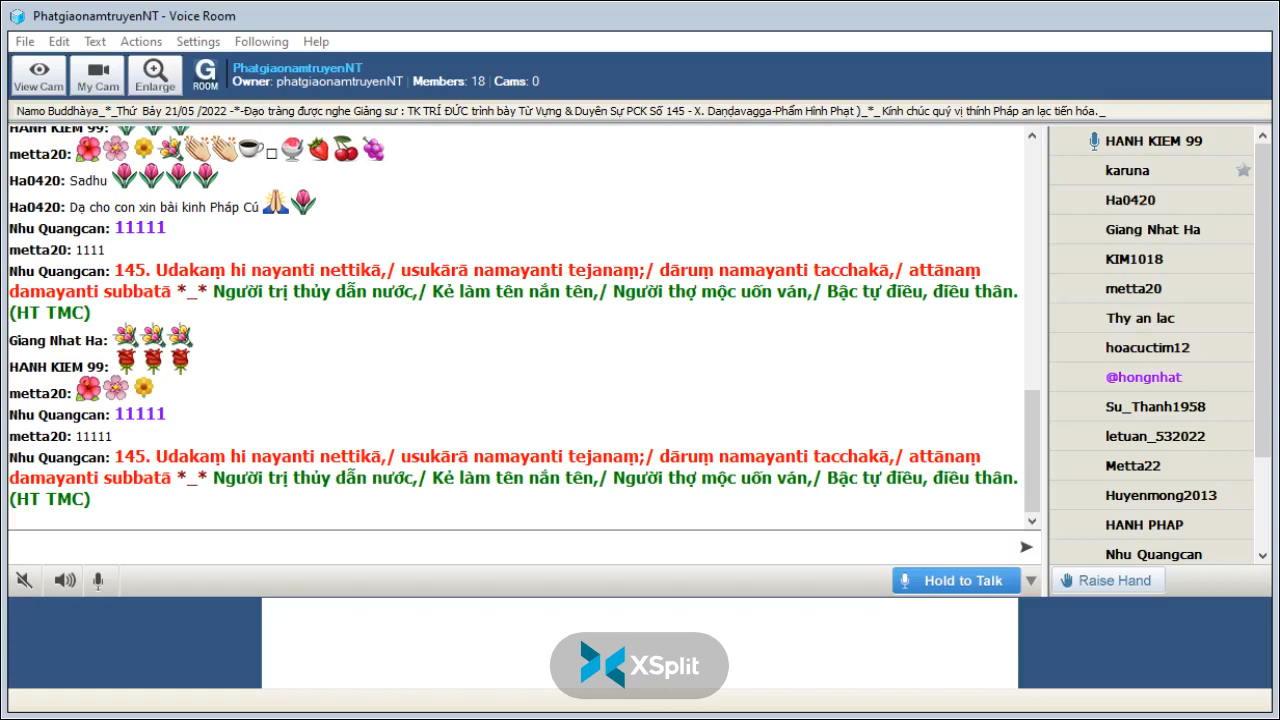 PhatgiaonamtruyenNT - Voice Room
File Edit Text Actions Settings Following Help
View Cam My Cam Enlarge G ROOM PhatgiaonamtruyenNT
Owner: phatgiaonamtruyenNT | Members: 18 | Cams: 0
Namo Buddhàya_*_Thứ Bảy 21/05 /2022 -*-Đạo tràng được nghe Giảng sư : TK TRÍ ĐỨC trình bày Từ Vựng & Duyên Sự PCK Số 145 - X. Daṇḍavagga-Phẩm Hình Phạt )_*_Kính chúc quý vị thính Pháp an lạc tiến hóa._
HANH KIEM 99:
metta20:
Ha0420: Sadhu
Ha0420: Dạ cho con xin bài kinh Pháp Cú
Nhu Quangcan: 11111
metta20: 1111
Nhu Quangcan: 145. Udakaṃ hi nayanti nettikā,/ usukārā namayanti tejanaṃ;/ dāruṃ namayanti tacchakā,/ attānaṃ
damayanti subbatā *_* Người trị thủy dẫn nước,/ Kẻ làm tên nắn tên,/ Người thợ mộc uốn ván,/ Bậc tự điều, điều thân.
(HT TMC)
Giang Nhat Ha:
HANH KIEM 99:
metta20:
Nhu Quangcan: 11111
metta20: 11111
Nhu Quangcan: 145. Udakaṃ hi nayanti nettikā,/ usukārā namayanti tejanaṃ;/ dāruṃ namayanti tacchakā,/ attānaṃ
damayanti subbatā *_* Người trị thủy dẫn nước,/ Kẻ làm tên nắn tên,/ Người thợ mộc uốn ván,/ Bậc tự điều, điều thân.
(HT TMC)
HANH KIEM 99
karuna
Ha0420
Giang Nhat Ha
KIM1018
metta20
Thy an lac
hoacuctim12
@hongnhat
Su_Thanh1958
letuan_532022
Metta22
Huyenmong2013
HANH PHAP
Nhu Quangcan
Hold to Talk
Raise Hand
XSplit